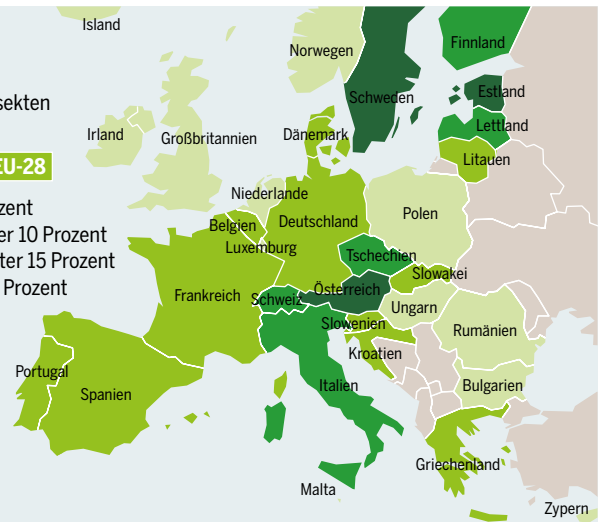 Island
Norwegen
Finnland
sekten
Schweden
Estland
Irland
Großbritannien
Dänemark
Lettland
Litauen
EU-28
zent
er 10 Prozent
ter 15 Prozent
Prozent
Niederlande
Polen
Belgien
Deutschland
Luxemburg
Tschechien
Slowakei
Frankreich
Schweiz
Österreich
Ungarn
Slowenien
Rumänien
Kroatien
Portugal
Spanien
Italien
Bulgarien
Griechenland
Malta
Zypern